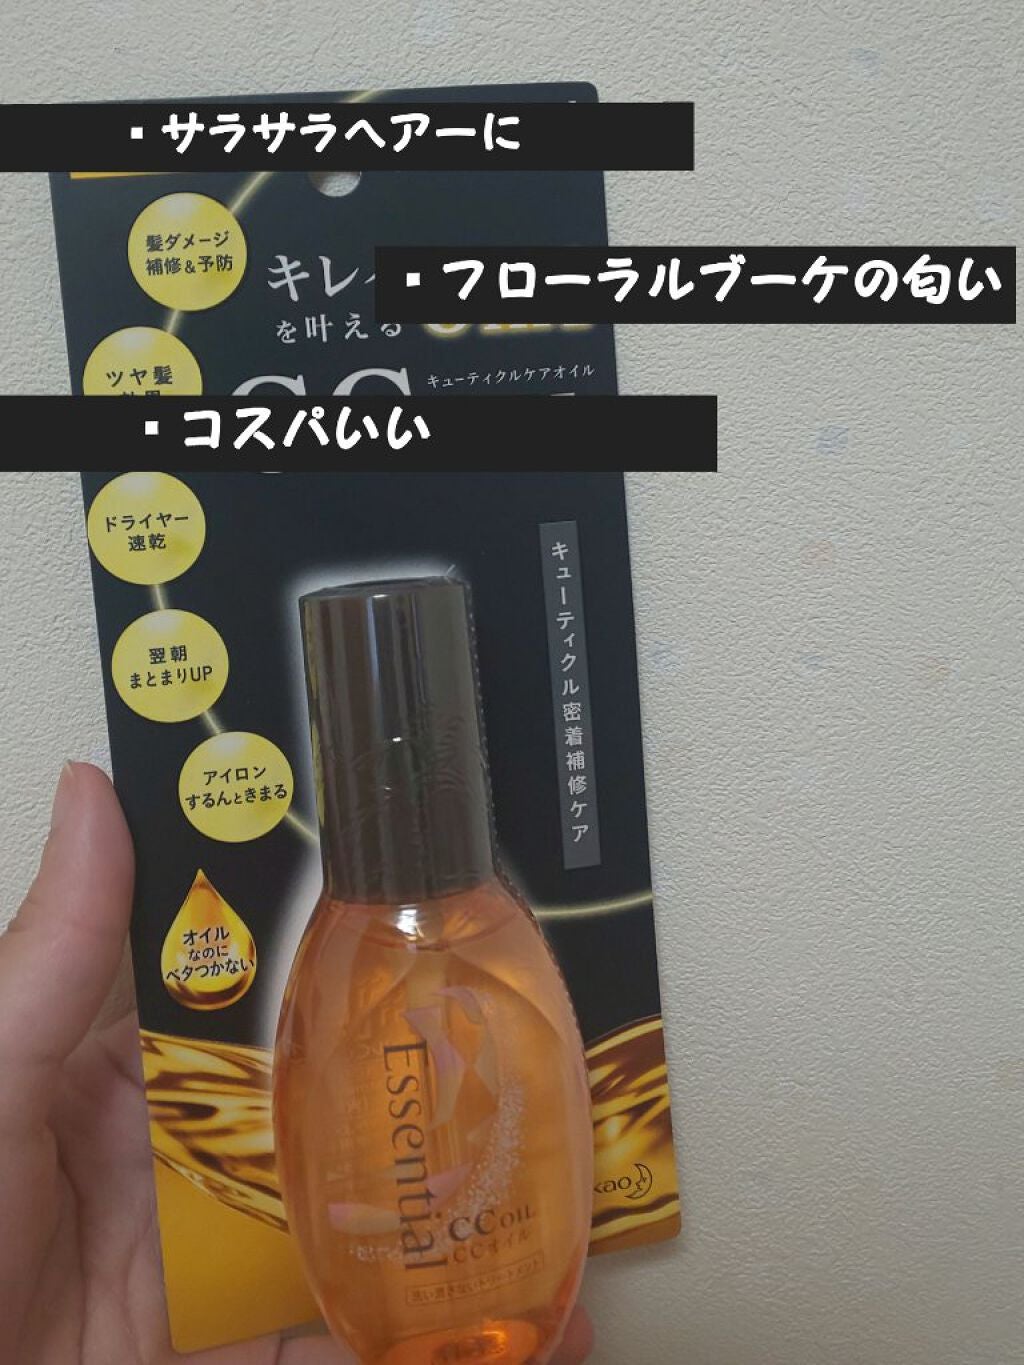 ・サラサラヘアーに
髪ダメージ
補修&予防
キレイ
を叶える
・フローラルブーケの匂い
ツヤ髪
キューティクルケアオイル
CC
・コスパいい
ドライヤー
速乾
キューティクル密着補修ケア
翌朝
まとまりUP
アイロン
するんときまる
オイル
なのに
ベタつかない
Essential
CC OIL
CCオイル
洗い流さないトリートメント
kao